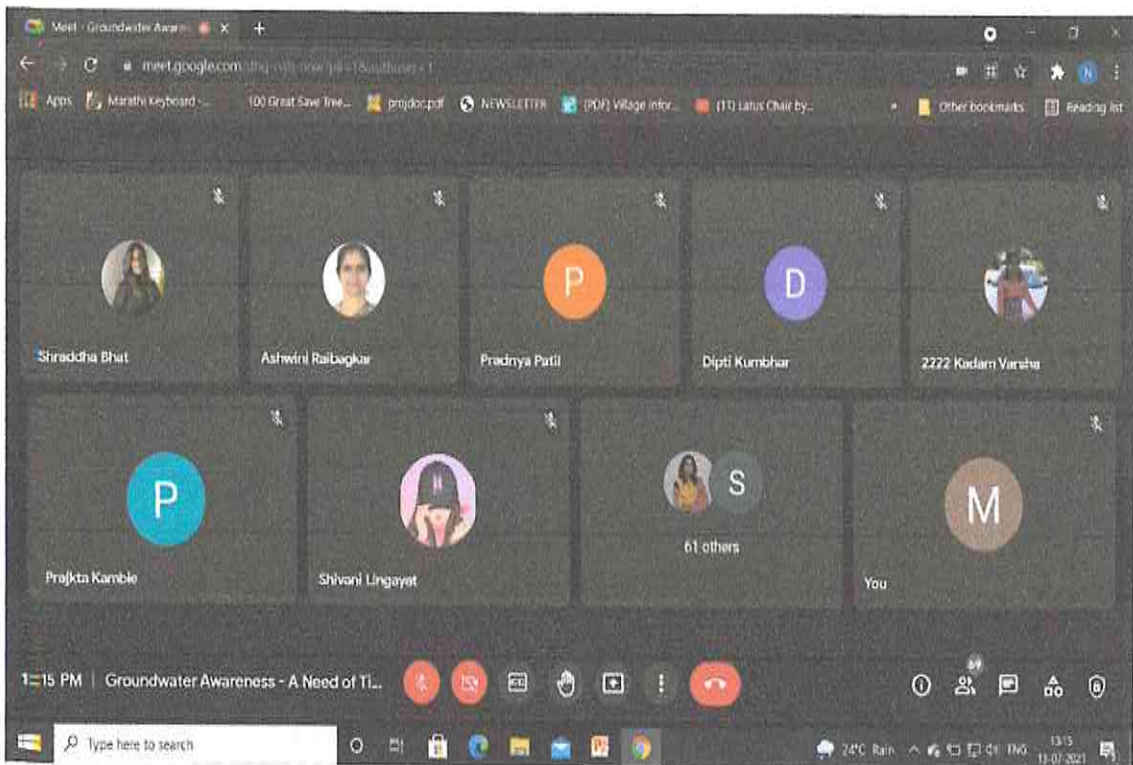 Meet - Groundwater Awaren
meet.google.com
Apps Marathi Keyboard -... 100 Great Save Tree... projdoc.pdf NEWSLETTER (PDF) Village Infor... (11) Latus Chair by... » Other bookmarks Reading list
N
P D
Shraddha Bhat Ashwini Raibagkar Pradnya Patil Dipti Kumbhar 2222 Kadam Varsha
P S M
61 others
Prajkta Kamble Shivani Lingayat You
69
1:15 PM | Groundwater Awareness - A Need of Ti...
Type here to search 24°C Rain ENG 13:15
13-07-2021